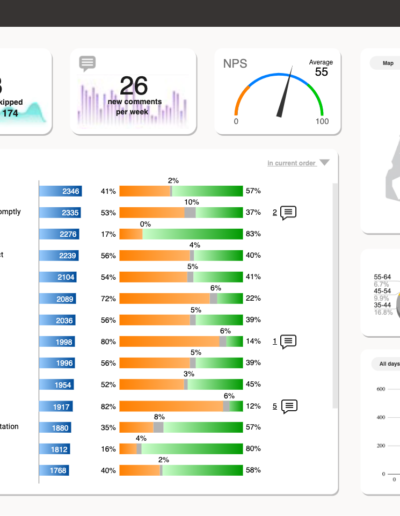 kipped
174
26
new comments
per week
NPS
Average
55
0
100
Map
In current order
2%
2346 41% 57%
10%
omptly 2335 53% 37% 2
0%
2276 17% 83%
4%
ct 2239 56% 40%
5%
2104 54% 41%
6%
2089 72% 22%
5%
2036 56% 39%
6%
1998 80% 14% 1
5%
1996 56% 39%
3%
1954 52% 45%
6%
1917 82% 12% 5
8%
tation 1880 35% 57%
4%
1812 16% 80%
2%
1768 40% 58%
55-64
6.7%
45-54
9.9%
35-44
16.8%
All days
600
400
200
0
0